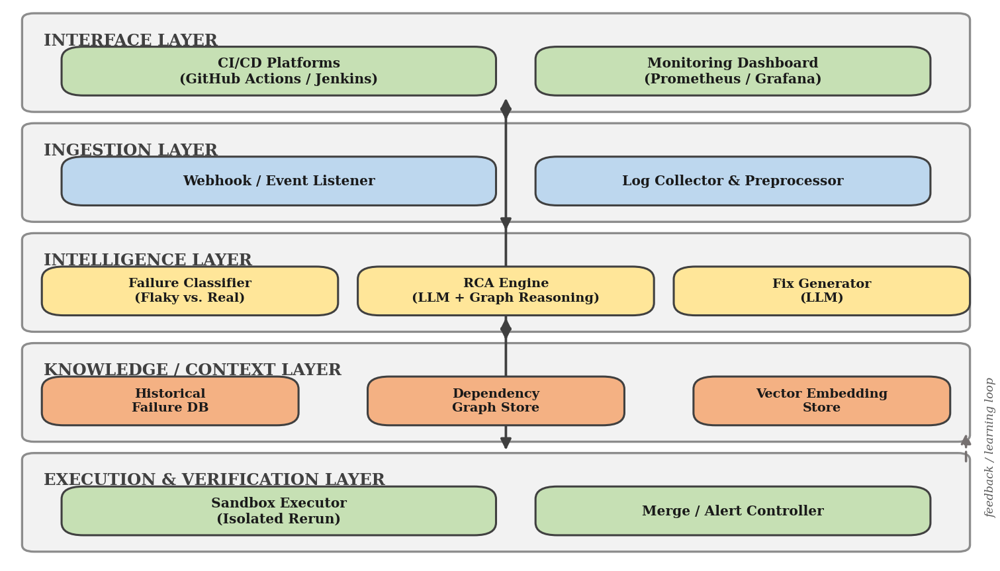 INTERFACE LAYER
CI/CD Platforms
(GitHub Actions / Jenkins)
Monitoring Dashboard
(Prometheus / Grafana)
INGESTION LAYER
Webhook / Event Listener
Log Collector & Preprocessor
INTELLIGENCE LAYER
Failure Classifier
(Flaky vs. Real)
RCA Engine
(LLM + Graph Reasoning)
Fix Generator
(LLM)
KNOWLEDGE / CONTEXT LAYER
Historical
Failure DB
Dependency
Graph Store
Vector Embedding
Store
EXECUTION & VERIFICATION LAYER
Sandbox Executor
(Isolated Rerun)
Merge / Alert Controller
feedback / learning loop